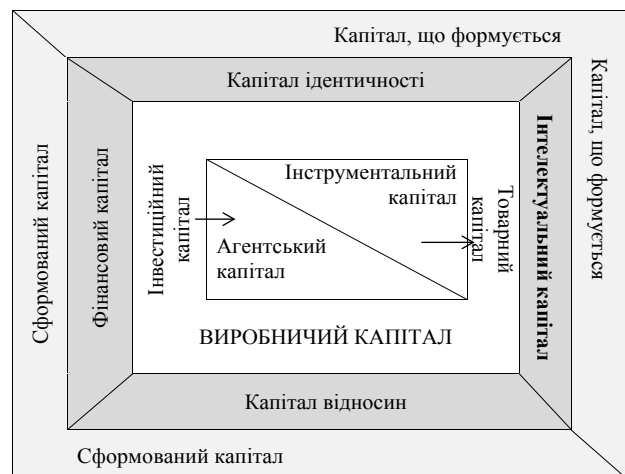 Капітал, що формується
Капітал ідентичності
Сформований капітал
Фінансовий капітал
Інвестиційний
капітал
Інструментальний
капітал
Агентський
капітал
Товарний
капітал
Інтелектуальний капітал
Капітал, що формується
ВИРОБНИЧИЙ КАПІТАЛ
Капітал відносин
Сформований капітал